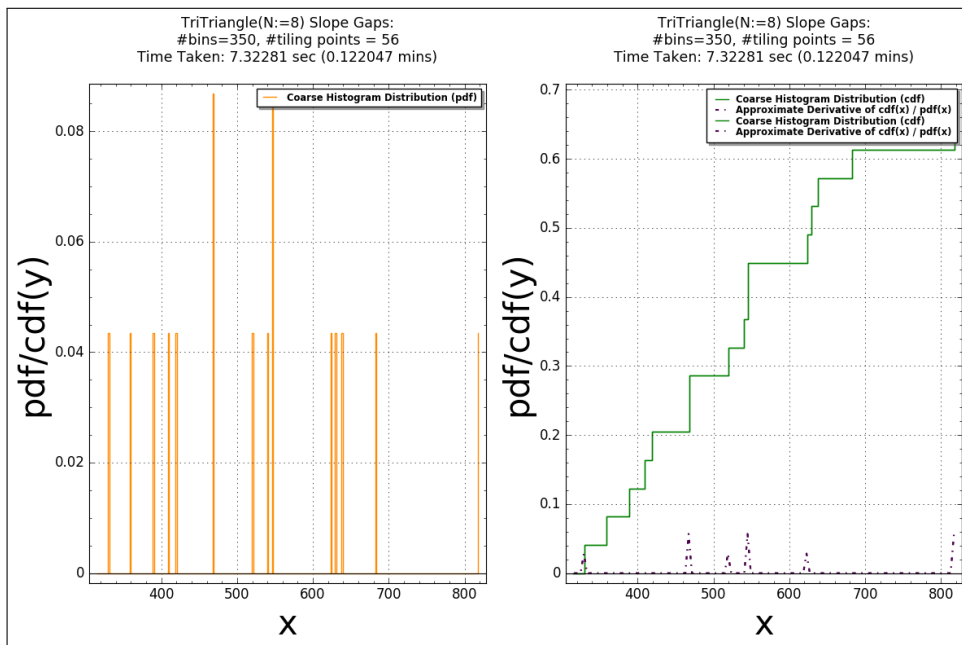 TriTriangle(N:=8) Slope Gaps:
#bins=350, #tiling points = 56
Time Taken: 7.32281 sec (0.122047 mins)
Coarse Histogram Distribution (pdf)
0.08
0.06
0.04
0.02
0
400
500
600
700
800
pdf/cdf(y)
x
TriTriangle(N:=8) Slope Gaps:
#bins=350, #tiling points = 56
Time Taken: 7.32281 sec (0.122047 mins)
Coarse Histogram Distribution (cdf)
Approximate Derivative of cdf(x) / pdf(x)
Coarse Histogram Distribution (cdf)
Approximate Derivative of cdf(x) / pdf(x)
0.7
0.6
0.5
0.4
0.3
0.2
0.1
0
400
500
600
700
800
pdf/cdf(y)
x